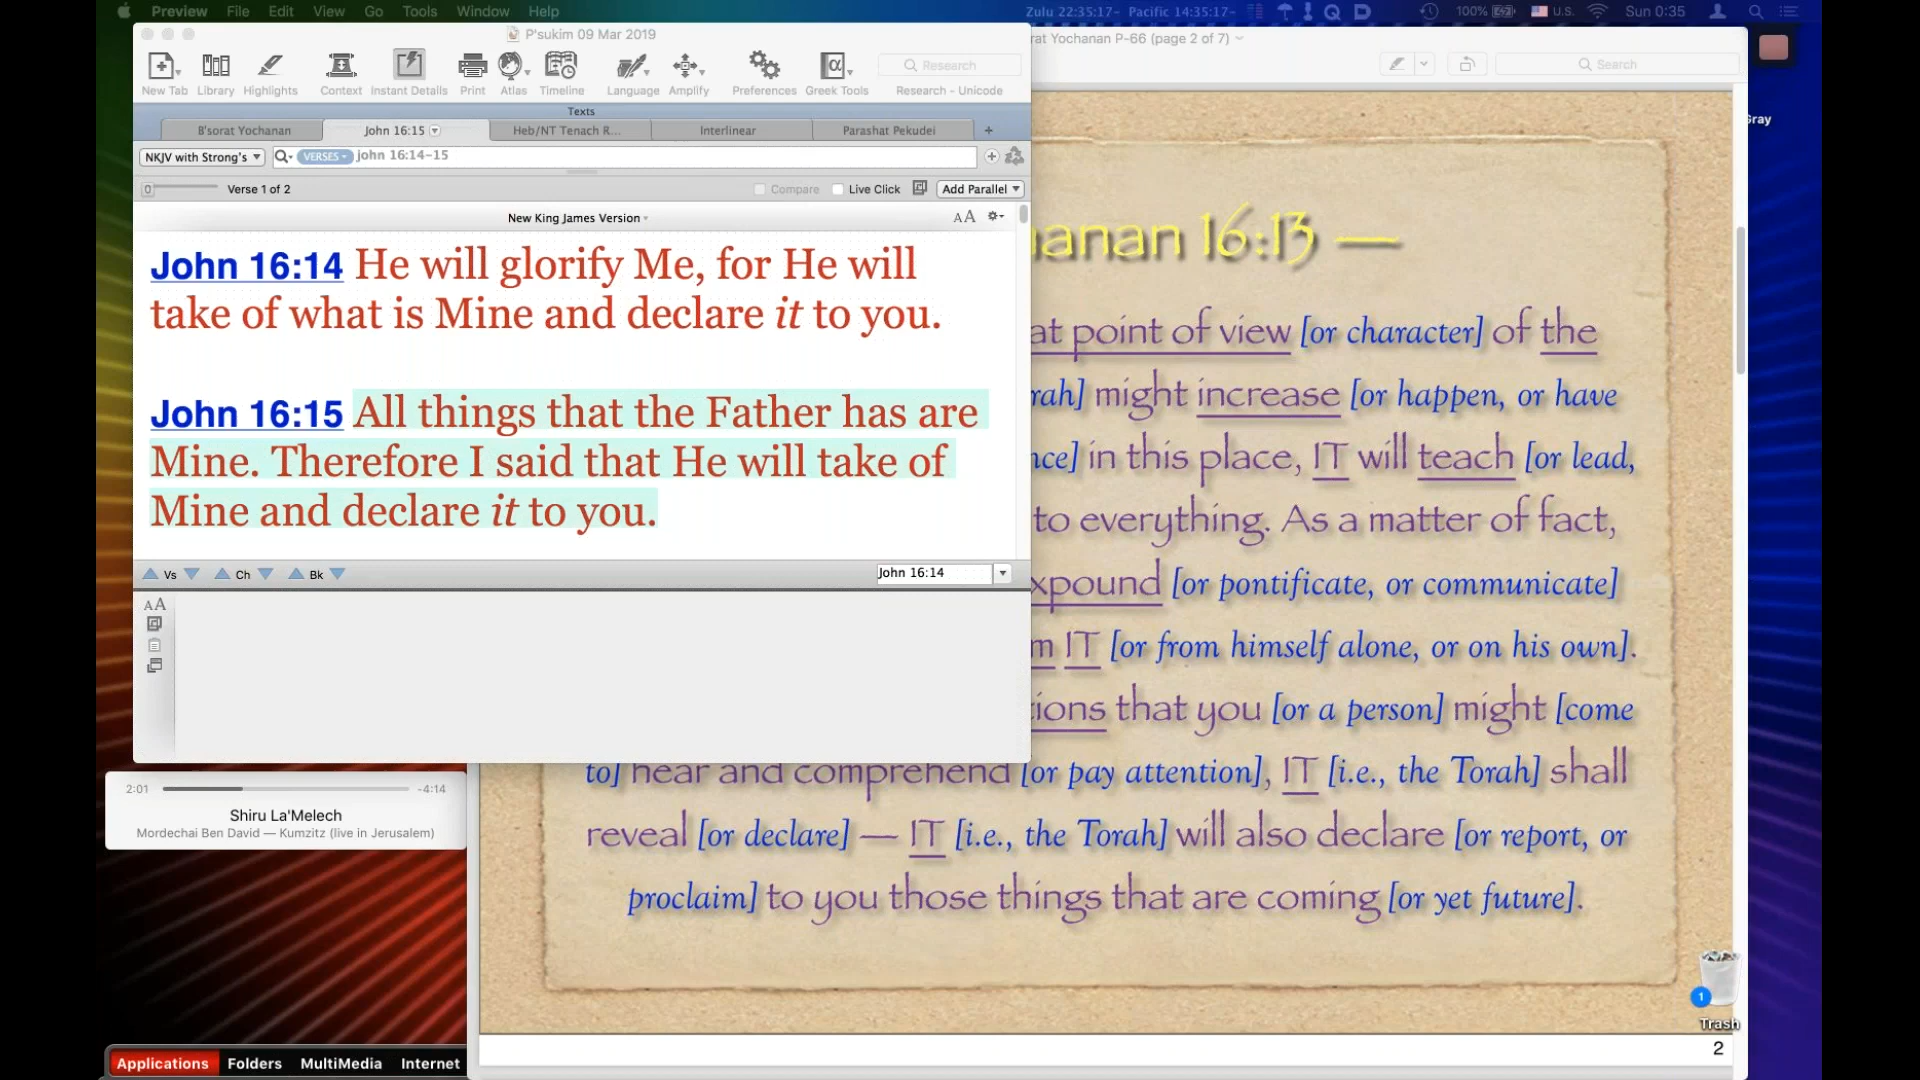 Preview File Edit View Go Tools Window Help
Zulu 22:35:17- Pacific 14:35:17-
100%
U.S.
Sun 0:35
P'sukim 09 Mar 2019
New Tab
Library
Highlights
Context
Instant Details
Print
Atlas
Timeline
Language
Amplify
Preferences
Greek Tools
Research
Research - Unicode
Texts
B'sorat Yochanan
John 16:15
Heb/NT Tenach R...
Interlinear
Parashat Pekudei
+
NKJV with Strong's
VERSES
john 16:14-15
0
Verse 1 of 2
Compare
Live Click
Add Parallel
New King James Version
AA
John 16:14 He will glorify Me, for He will
take of what is Mine and declare it to you.
John 16:15 All things that the Father has are
Mine. Therefore I said that He will take of
Mine and declare it to you.
Vs
Ch
Bk
John 16:14
AA
2:01
-4:14
Shiru La'Melech
Mordechai Ben David — Kumzitz (live in Jerusalem)
Applications
Folders
MultiMedia
Internet
rat Yochanan P-66 (page 2 of 7)
Search
hanan 16:13 —
at point of view [or character] of the
rah] might increase [or happen, or have
nce] in this place, IT will teach [or lead,
to everything. As a matter of fact,
xpound [or pontificate, or communicate]
m IT [or from himself alone, or on his own].
tions that you [or a person] might [come
to] hear and comprehend [or pay attention], IT [i.e., the Torah] shall
reveal [or declare] — IT [i.e., the Torah] will also declare [or report, or
proclaim] to you those things that are coming [or yet future].
2
Gray
1
Trash